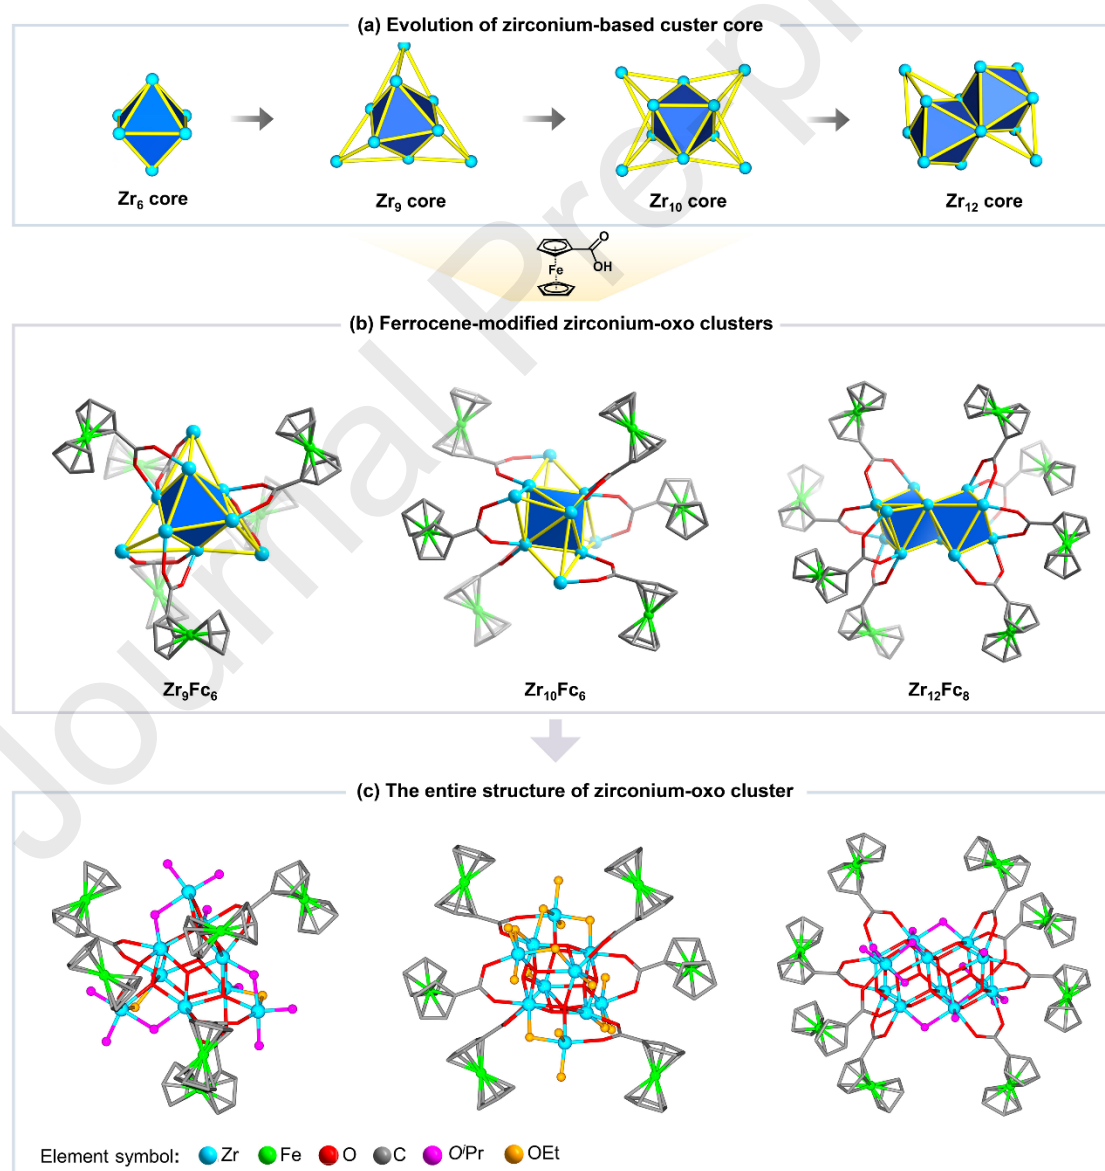 (a) Evolution of zirconium-based custer core
Zr₆ core
Zr₉ core
Zr₁₀ core
Zr₁₂ core
O
OH
Fe
(b) Ferrocene-modified zirconium-oxo clusters
Zr₉Fc₆
Zr₁₀Fc₆
Zr₁₂Fc₈
(c) The entire structure of zirconium-oxo cluster
Element symbol: Zr Fe O C OⁱPr OEt
Journal Pre-p